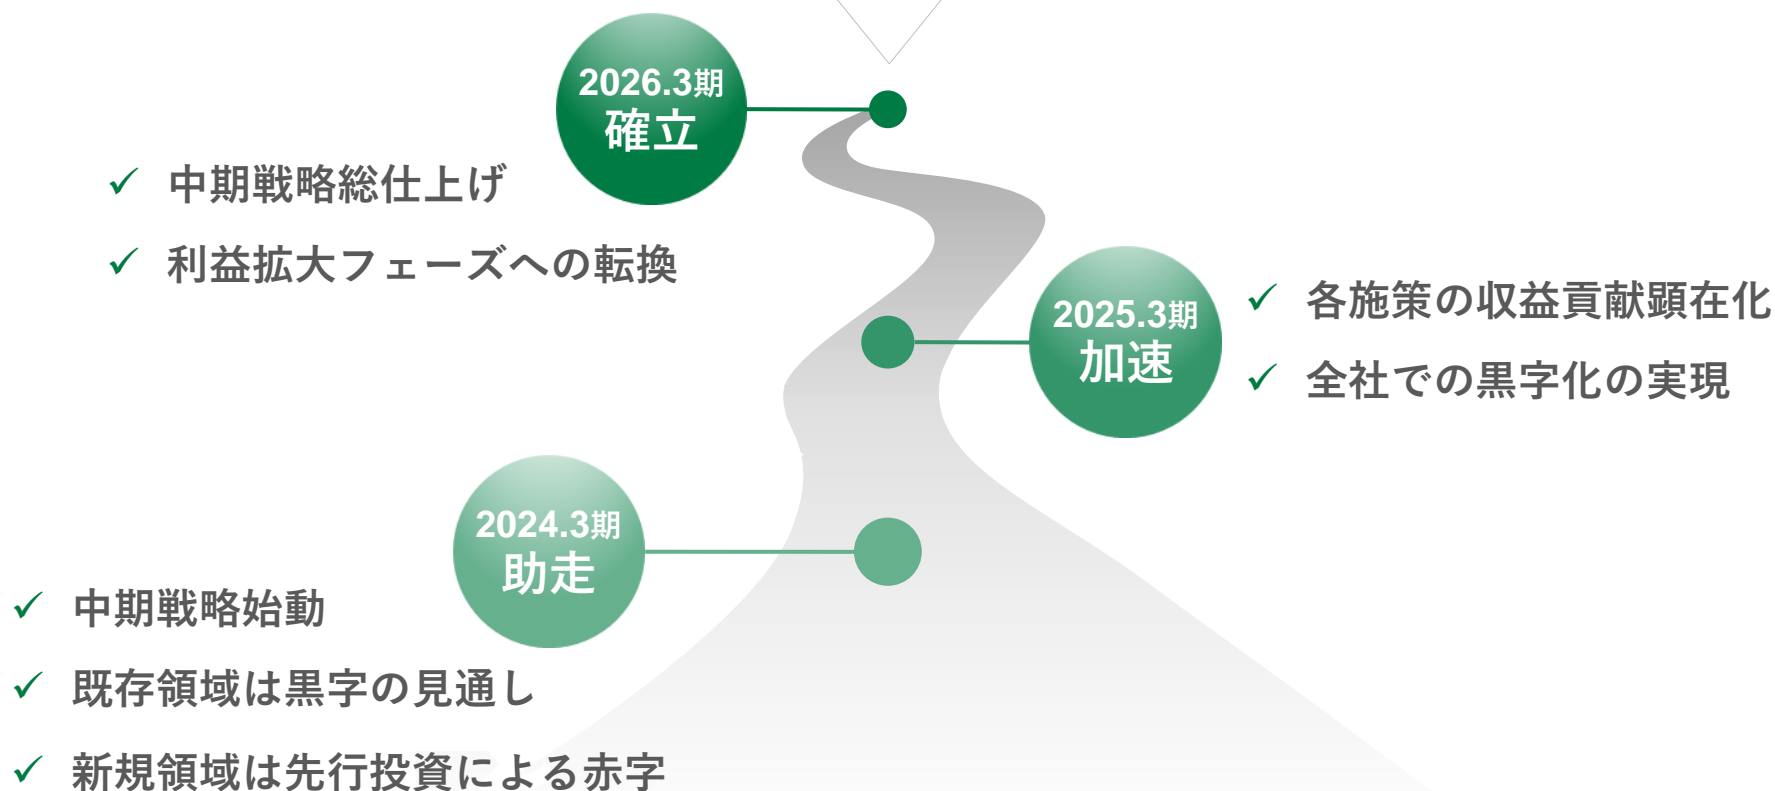 2026.3期
確立
✓ 中期戦略総仕上げ
✓ 利益拡大フェーズへの転換
2025.3期
加速
✓ 各施策の収益貢献顕在化
✓ 全社での黒字化の実現
2024.3期
助走
✓ 中期戦略始動
✓ 既存領域は黒字の見通し
✓ 新規領域は先行投資による赤字